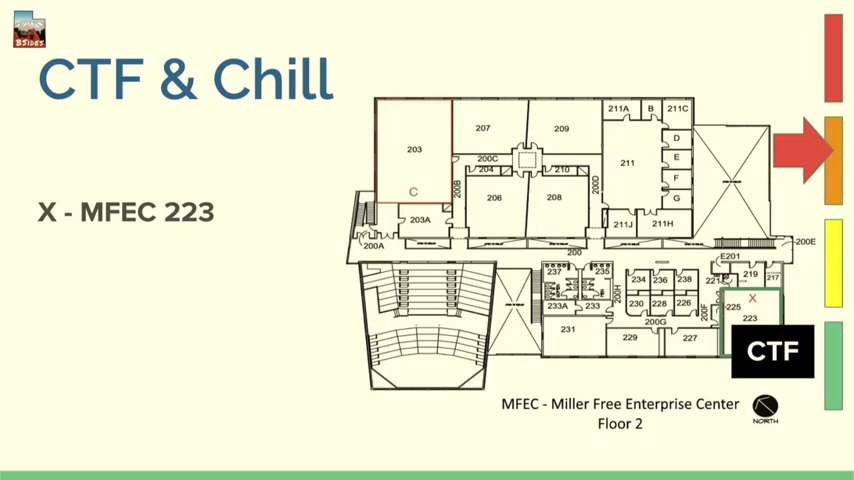 BSIDES
CTF & Chill
X - MFEC 223
203
C
207
209
211A
B
211C
D
E
F
G
211
200C
204
210
200B
200D
206
208
203A
211J
211H
200A
200
200E
E201
237
235
234
236
238
221
219
217
200H
233A
233
230
228
226
200F
225
X
223
200G
231
229
227
CTF
MFEC - Miller Free Enterprise Center
Floor 2
NORTH